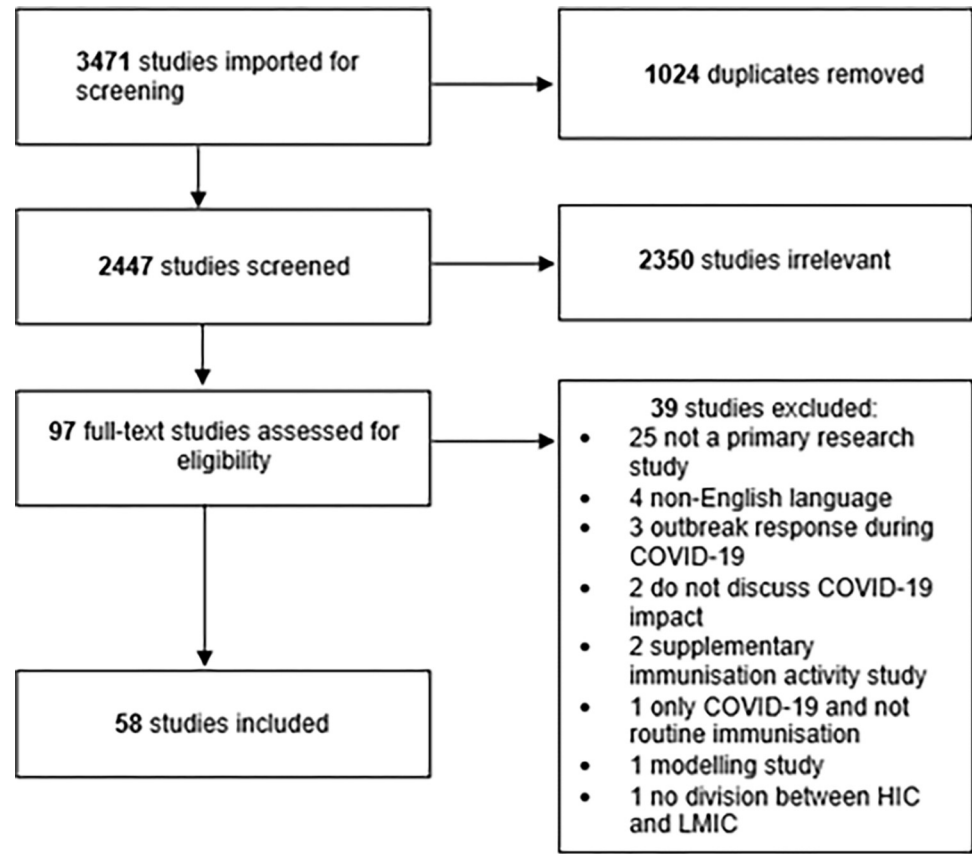 3471 studies imported for
screening
1024 duplicates removed
2447 studies screened
2350 studies irrelevant
97 full-text studies assessed for
eligibility
39 studies excluded:
• 25 not a primary research
study
• 4 non-English language
• 3 outbreak response during
COVID-19
• 2 do not discuss COVID-19
impact
• 2 supplementary
immunisation activity study
• 1 only COVID-19 and not
routine immunisation
• 1 modelling study
• 1 no division between HIC
and LMIC
58 studies included